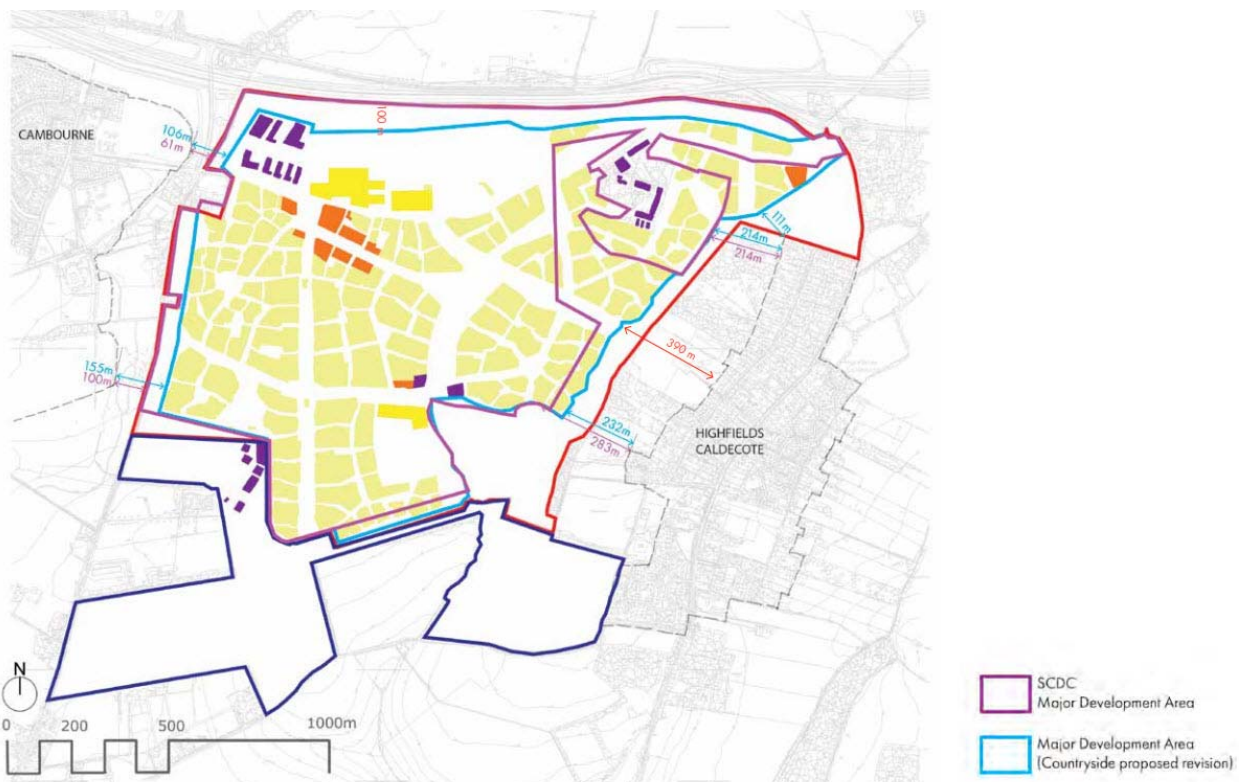 CAMBOURNE
106m
61m
100 m
111m
214m
214m
390 m
155m
100m
232m
283m
HIGHFIELDS
CALDECOTE
N
0 200 500 1000m
SCDC
Major Development Area
Major Development Area
(Countryside proposed revision)